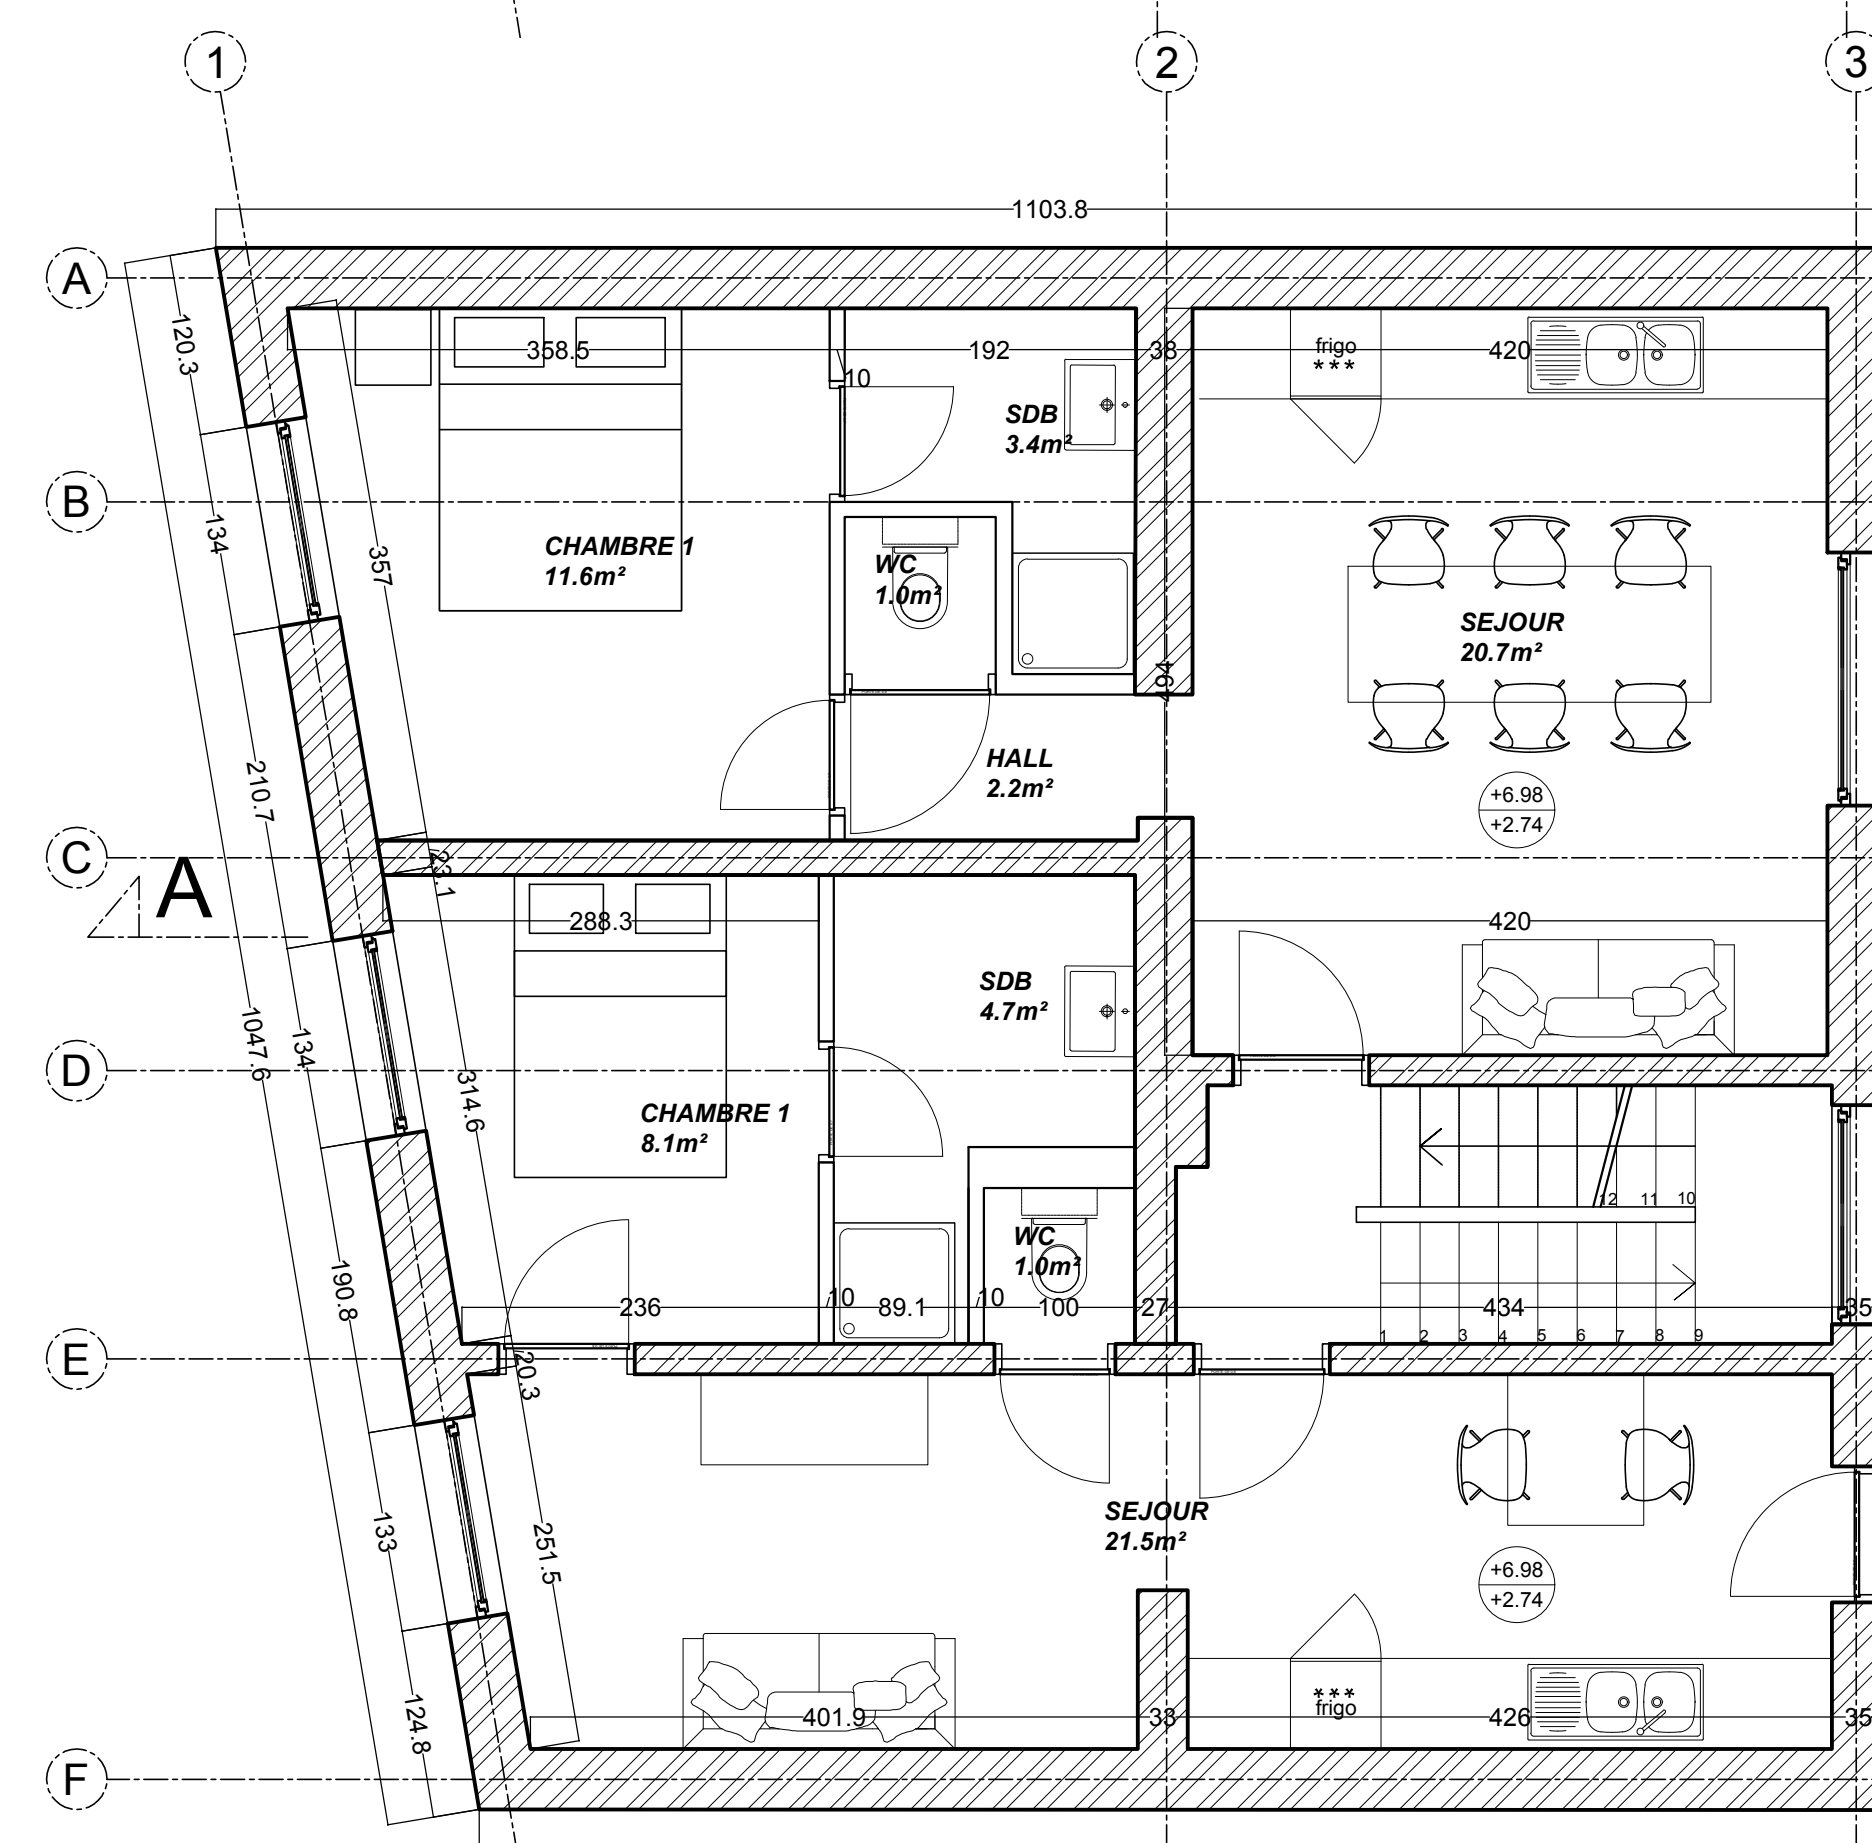 1
2
3
1103.8
A
120.3
358.5
192
38
420
frigo
***
10
SDB
3.4m²
B
134
357
CHAMBRE 1
11.6m²
WC
1.0m²
SEJOUR
20.7m²
494
210.7
HALL
2.2m²
+6.98
+2.74
C
23.1
A
288.3
420
SDB
4.7m²
1047.6
134
D
314.6
CHAMBRE 1
8.1m²
12
11
10
WC
1.0m²
190.8
236
10
89.1
10
100
27
434
35
1
2
3
4
5
6
7
8
9
E
20.3
133
251.5
SEJOUR
21.5m²
+6.98
+2.74
***
frigo
124.8
401.9
33
426
35
F